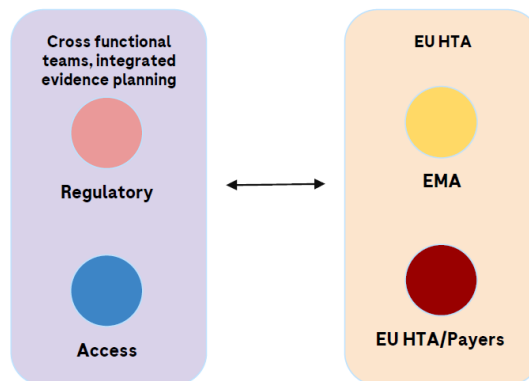 Cross functional
teams, integrated
evidence planning
Regulatory
Access
EU HTA
EMA
EU HTA/Payers